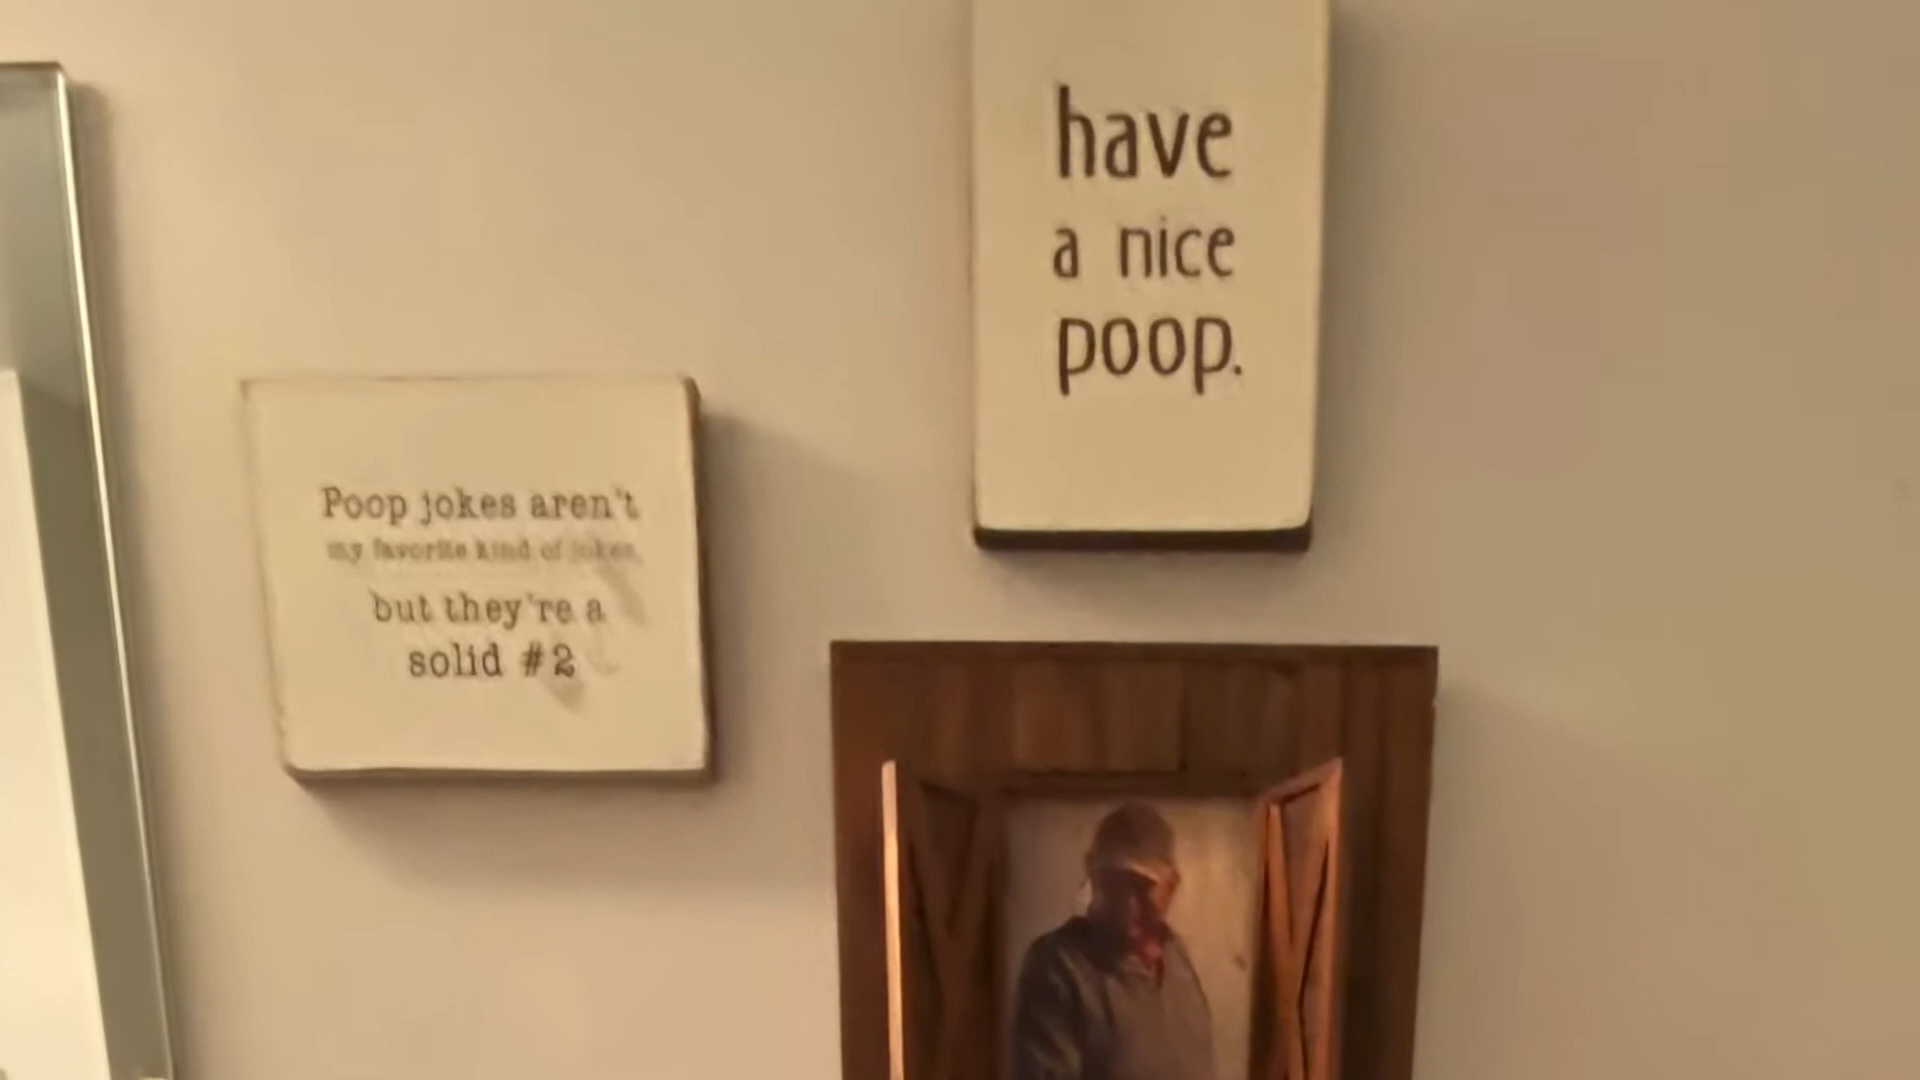 have
a nice
poop.
Poop jokes aren't
my favorite kind of jokes,
but they're a
solid #2